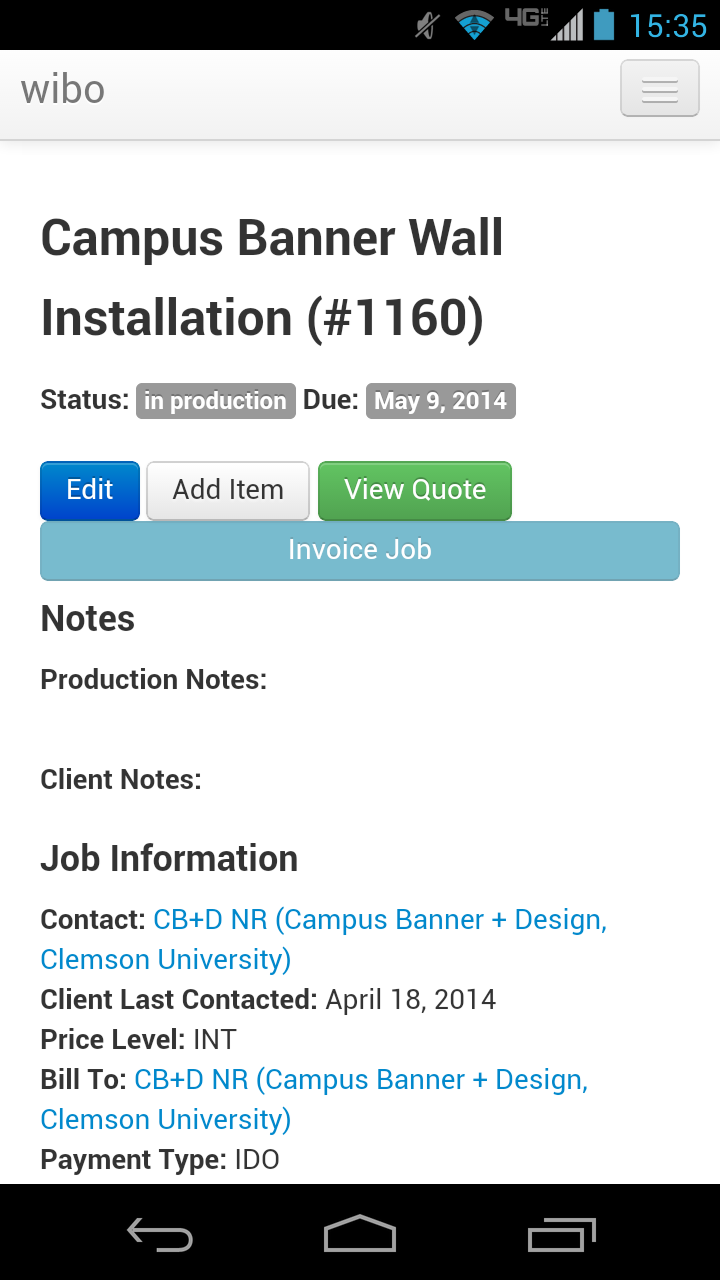 4G LTE 15:35
wibo
Campus Banner Wall
Installation (#1160)
Status: in production Due: May 9, 2014
Edit Add Item View Quote
Invoice Job
Notes
Production Notes:
Client Notes:
Job Information
Contact: CB+D NR (Campus Banner + Design,
Clemson University)
Client Last Contacted: April 18, 2014
Price Level: INT
Bill To: CB+D NR (Campus Banner + Design,
Clemson University)
Payment Type: IDO